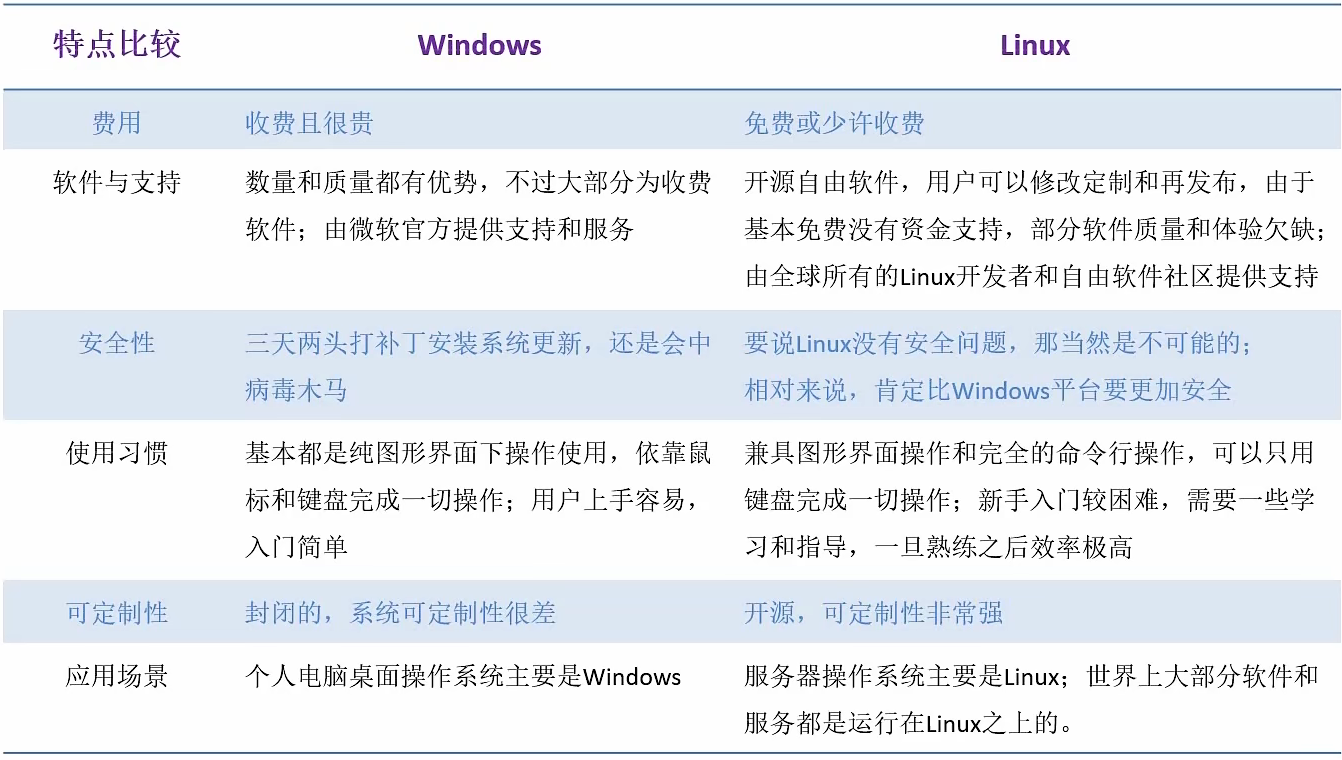 特点比较 Windows Linux
费用 收费且很贵 免费或少许收费
软件与支持 数量和质量都有优势，不过大部分为收费 开源自由软件，用户可以修改定制和再发布，由于
软件；由微软官方提供支持和服务 基本免费没有资金支持，部分软件质量和体验欠缺；
由全球所有的Linux开发者和自由软件社区提供支持
安全性 三天两头打补丁安装系统更新，还是会中 要说Linux没有安全问题，那当然是不可能的；
病毒木马 相对来说，肯定比Windows平台要更加安全
使用习惯 基本都是纯图形界面下操作使用，依靠鼠 兼具图形界面操作和完全的命令行操作，可以只用
标和键盘完成一切操作；用户上手容易， 键盘完成一切操作；新手入门较困难，需要一些学
入门简单 习和指导，一旦熟练之后效率极高
可定制性 封闭的，系统可定制性很差 开源，可定制性非常强
应用场景 个人电脑桌面操作系统主要是Windows 服务器操作系统主要是Linux；世界上大部分软件和
服务都是运行在Linux之上的。